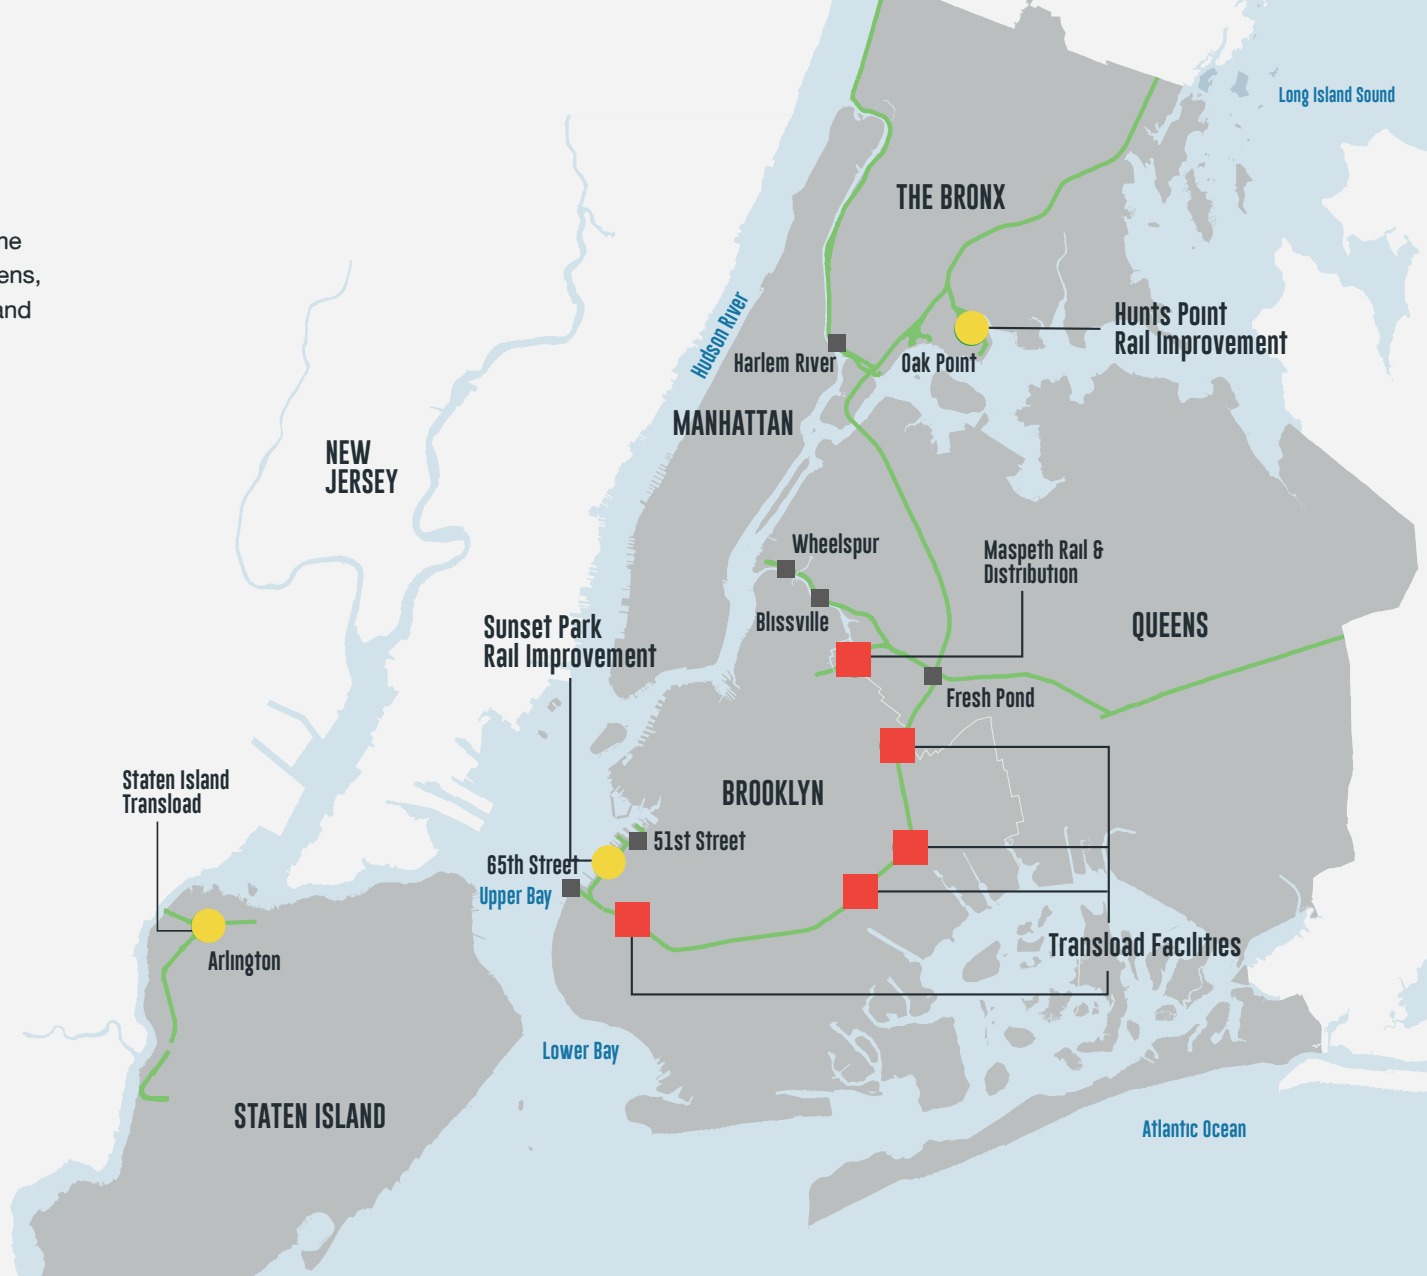 Long Island Sound
THE BRONX
ne
ens,
and
Hudson River
Hunts Point
Rail Improvement
Harlem River
Oak Point
MANHATTAN
NEW
JERSEY
Wheelspur
Maspeth Rail &
Distribution
Blissville
Sunset Park
Rail Improvement
QUEENS
Fresh Pond
Staten Island
Transload
BROOKLYN
51st Street
65th Street
Upper Bay
Arlington
Transload Facilities
Lower Bay
STATEN ISLAND
Atlantic Ocean